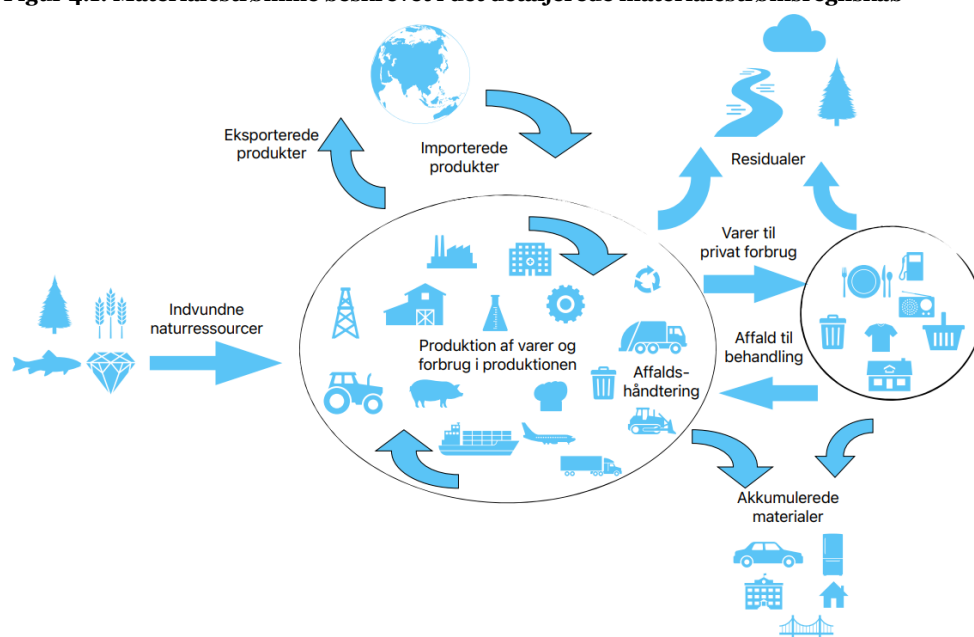 Figur 4.1. Materialestrømme beskrevet i det detaljerede materialestrømsregnskab
Eksporterede
produkter
Importerede
produkter
Residualer
Varer til
privat forbrug
Indvundne
naturressourcer
Produktion af varer og
forbrug i produktionen
Affalds-
håndtering
Affald til
behandling
Akkumulerede
materialer